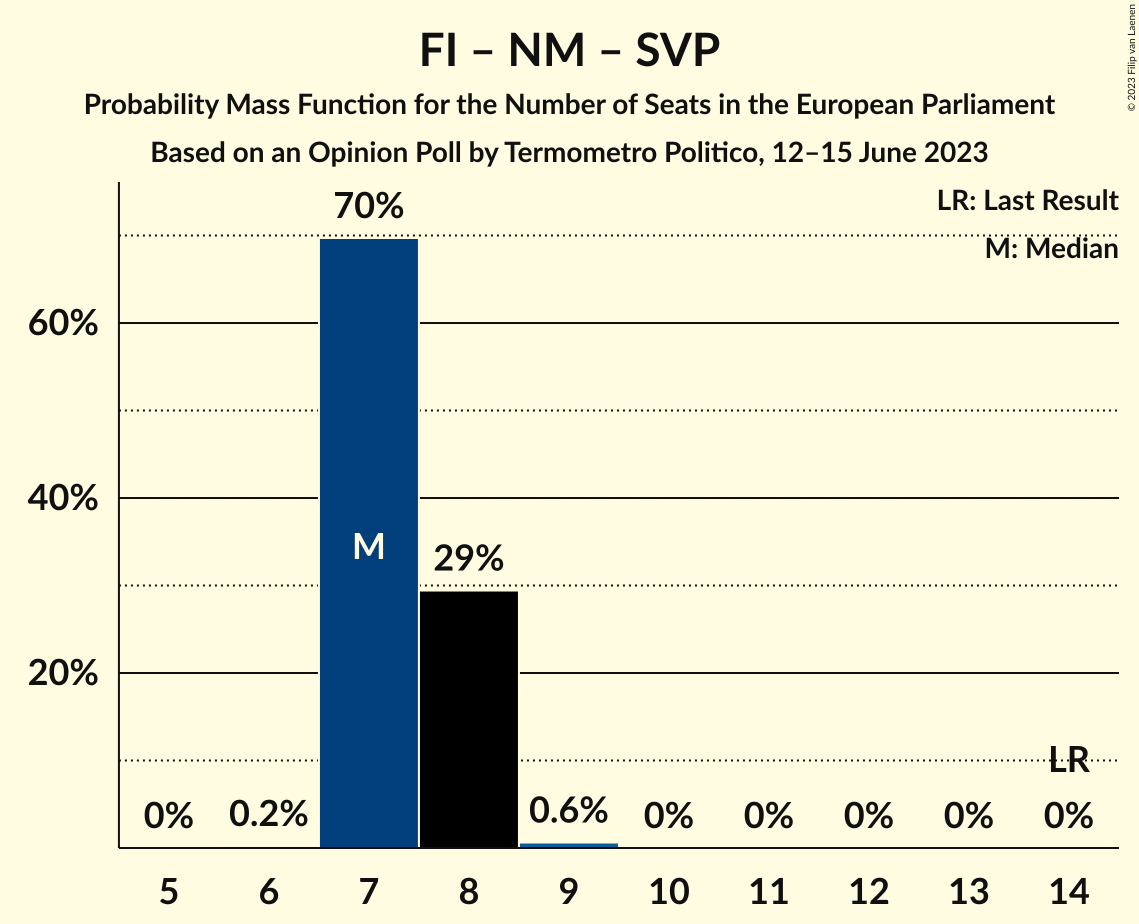 FI – NM – SVP
Probability Mass Function for the Number of Seats in the European Parliament
Based on an Opinion Poll by Termometro Politico, 12–15 June 2023
© 2023 Filip van Laenen
LR: Last Result
M: Median
70%
60%
40%
20%
M
29%
LR
0%
0.2%
0.6%
0%
0%
0%
0%
0%
5
6
7
8
9
10
11
12
13
14